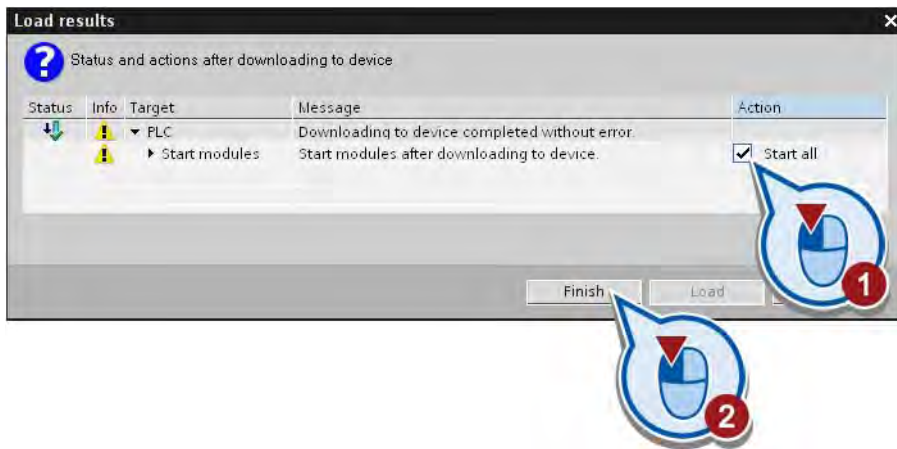 Load results
Status and actions after downloading to device
Status Info Target Message Action
PLC Downloading to device completed without error.
Start modules Start modules after downloading to device. Start all
1
Finish Load
2